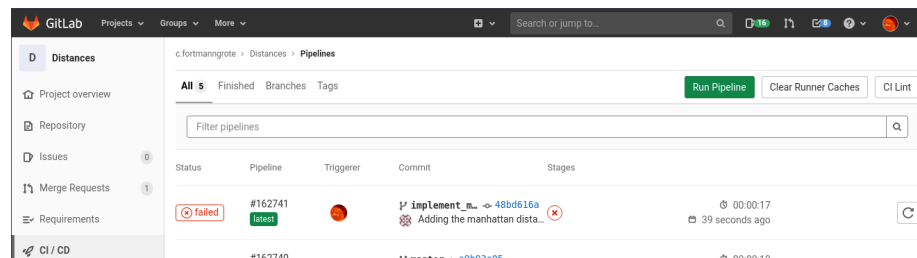 GitLab Projects Groups More Search or jump to... 16 8
D Distances
c.fortmanngrote > Distances > Pipelines
All 5 Finished Branches Tags
Run Pipeline Clear Runner Caches CI Lint
Project overview
Filter pipelines
Repository
Issues 0
Status Pipeline Triggerer Commit Stages
Merge Requests 1
failed #162741 implement_m... 48bd616a 00:00:17
latest Adding the manhattan dista... 39 seconds ago
Requirements
CI / CD
#162740 master